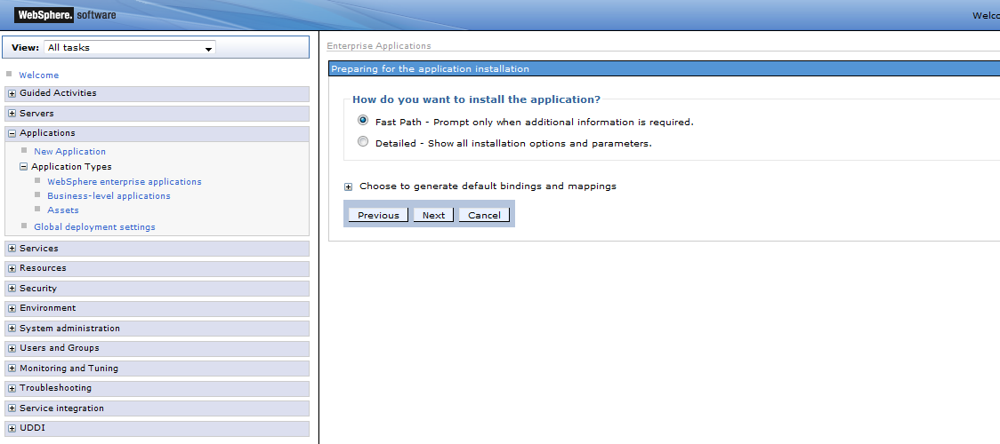 WebSphere. software
Welco
View: All tasks
Welcome
Guided Activities
Servers
Applications
New Application
Application Types
WebSphere enterprise applications
Business-level applications
Assets
Global deployment settings
Services
Resources
Security
Environment
System administration
Users and Groups
Monitoring and Tuning
Troubleshooting
Service integration
UDDI
Enterprise Applications
Preparing for the application installation
How do you want to install the application?
Fast Path - Prompt only when additional information is required.
Detailed - Show all installation options and parameters.
Choose to generate default bindings and mappings
Previous Next Cancel